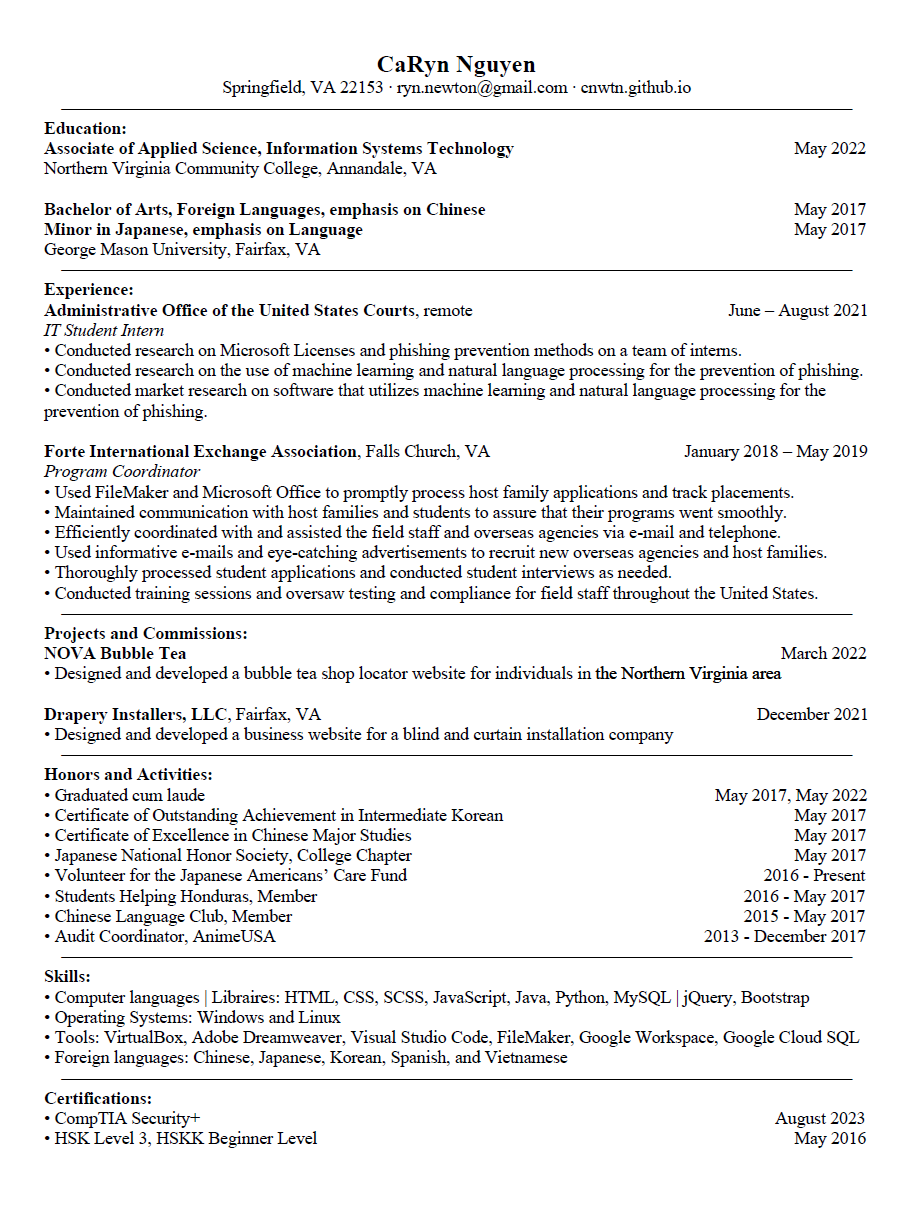 CaRyn Nguyen
Springfield, VA 22153 · ryn.newton@gmail.com · cnwtn.github.io
Education:
Associate of Applied Science, Information Systems Technology May 2022
Northern Virginia Community College, Annandale, VA
Bachelor of Arts, Foreign Languages, emphasis on Chinese May 2017
Minor in Japanese, emphasis on Language May 2017
George Mason University, Fairfax, VA
Experience:
Administrative Office of the United States Courts, remote June – August 2021
IT Student Intern
• Conducted research on Microsoft Licenses and phishing prevention methods on a team of interns.
• Conducted research on the use of machine learning and natural language processing for the prevention of phishing.
• Conducted market research on software that utilizes machine learning and natural language processing for the
prevention of phishing.
Forte International Exchange Association, Falls Church, VA January 2018 – May 2019
Program Coordinator
• Used FileMaker and Microsoft Office to promptly process host family applications and track placements.
• Maintained communication with host families and students to assure that their programs went smoothly.
• Efficiently coordinated with and assisted the field staff and overseas agencies via e-mail and telephone.
• Used informative e-mails and eye-catching advertisements to recruit new overseas agencies and host families.
• Thoroughly processed student applications and conducted student interviews as needed.
• Conducted training sessions and oversaw testing and compliance for field staff throughout the United States.
Projects and Commissions:
NOVA Bubble Tea March 2022
• Designed and developed a bubble tea shop locator website for individuals in the Northern Virginia area
Drapery Installers, LLC, Fairfax, VA December 2021
• Designed and developed a business website for a blind and curtain installation company
Honors and Activities:
• Graduated cum laude May 2017, May 2022
• Certificate of Outstanding Achievement in Intermediate Korean May 2017
• Certificate of Excellence in Chinese Major Studies May 2017
• Japanese National Honor Society, College Chapter May 2017
• Volunteer for the Japanese Americans’ Care Fund 2016 - Present
• Students Helping Honduras, Member 2016 - May 2017
• Chinese Language Club, Member 2015 - May 2017
• Audit Coordinator, AnimeUSA 2013 - December 2017
Skills:
• Computer languages | Libraires: HTML, CSS, SCSS, JavaScript, Java, Python, MySQL | jQuery, Bootstrap
• Operating Systems: Windows and Linux
• Tools: VirtualBox, Adobe Dreamweaver, Visual Studio Code, FileMaker, Google Workspace, Google Cloud SQL
• Foreign languages: Chinese, Japanese, Korean, Spanish, and Vietnamese
Certifications:
• CompTIA Security+ August 2023
• HSK Level 3, HSKK Beginner Level May 2016